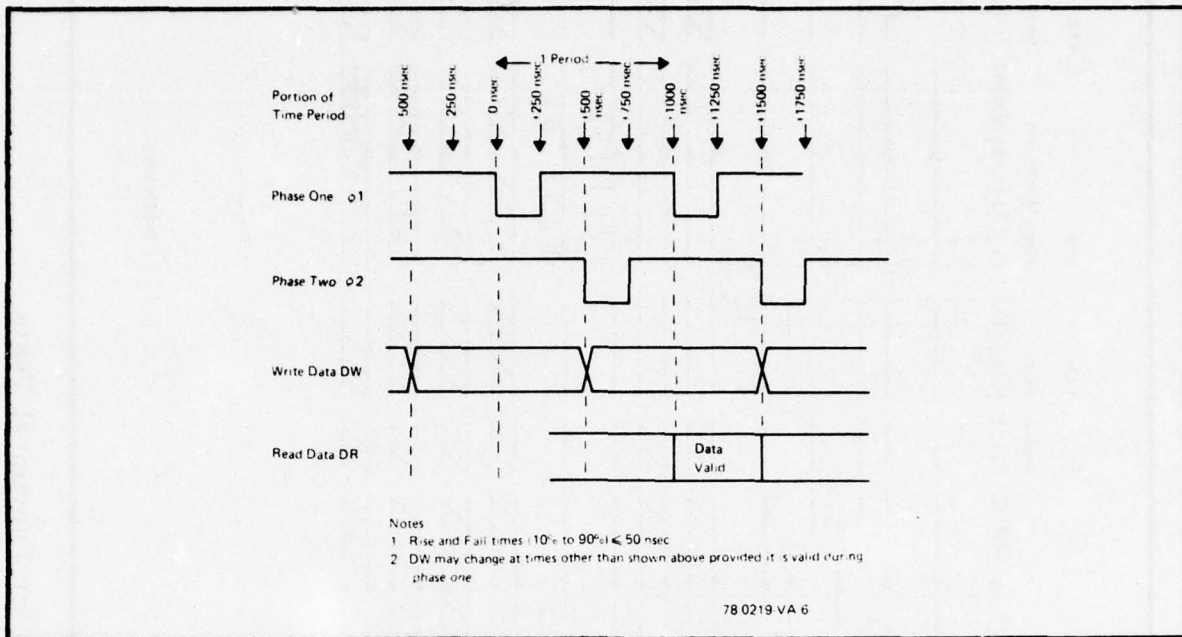 1 Period
Portion of
Time Period
500 nsec
250 nsec
0 nsec
+250 nsec
+500
nsec
+750 nsec
+1000
nsec
+1250 nsec
+1500
nsec
+1750 nsec
Phase One ϕ1
Phase Two ϕ2
Write Data DW
Read Data DR
Data
Valid
Notes
1 Rise and Fall times (10% to 90%) ≤ 50 nsec
2 DW may change at times other than shown above provided it is valid during
phase one
78 0219 VA 6